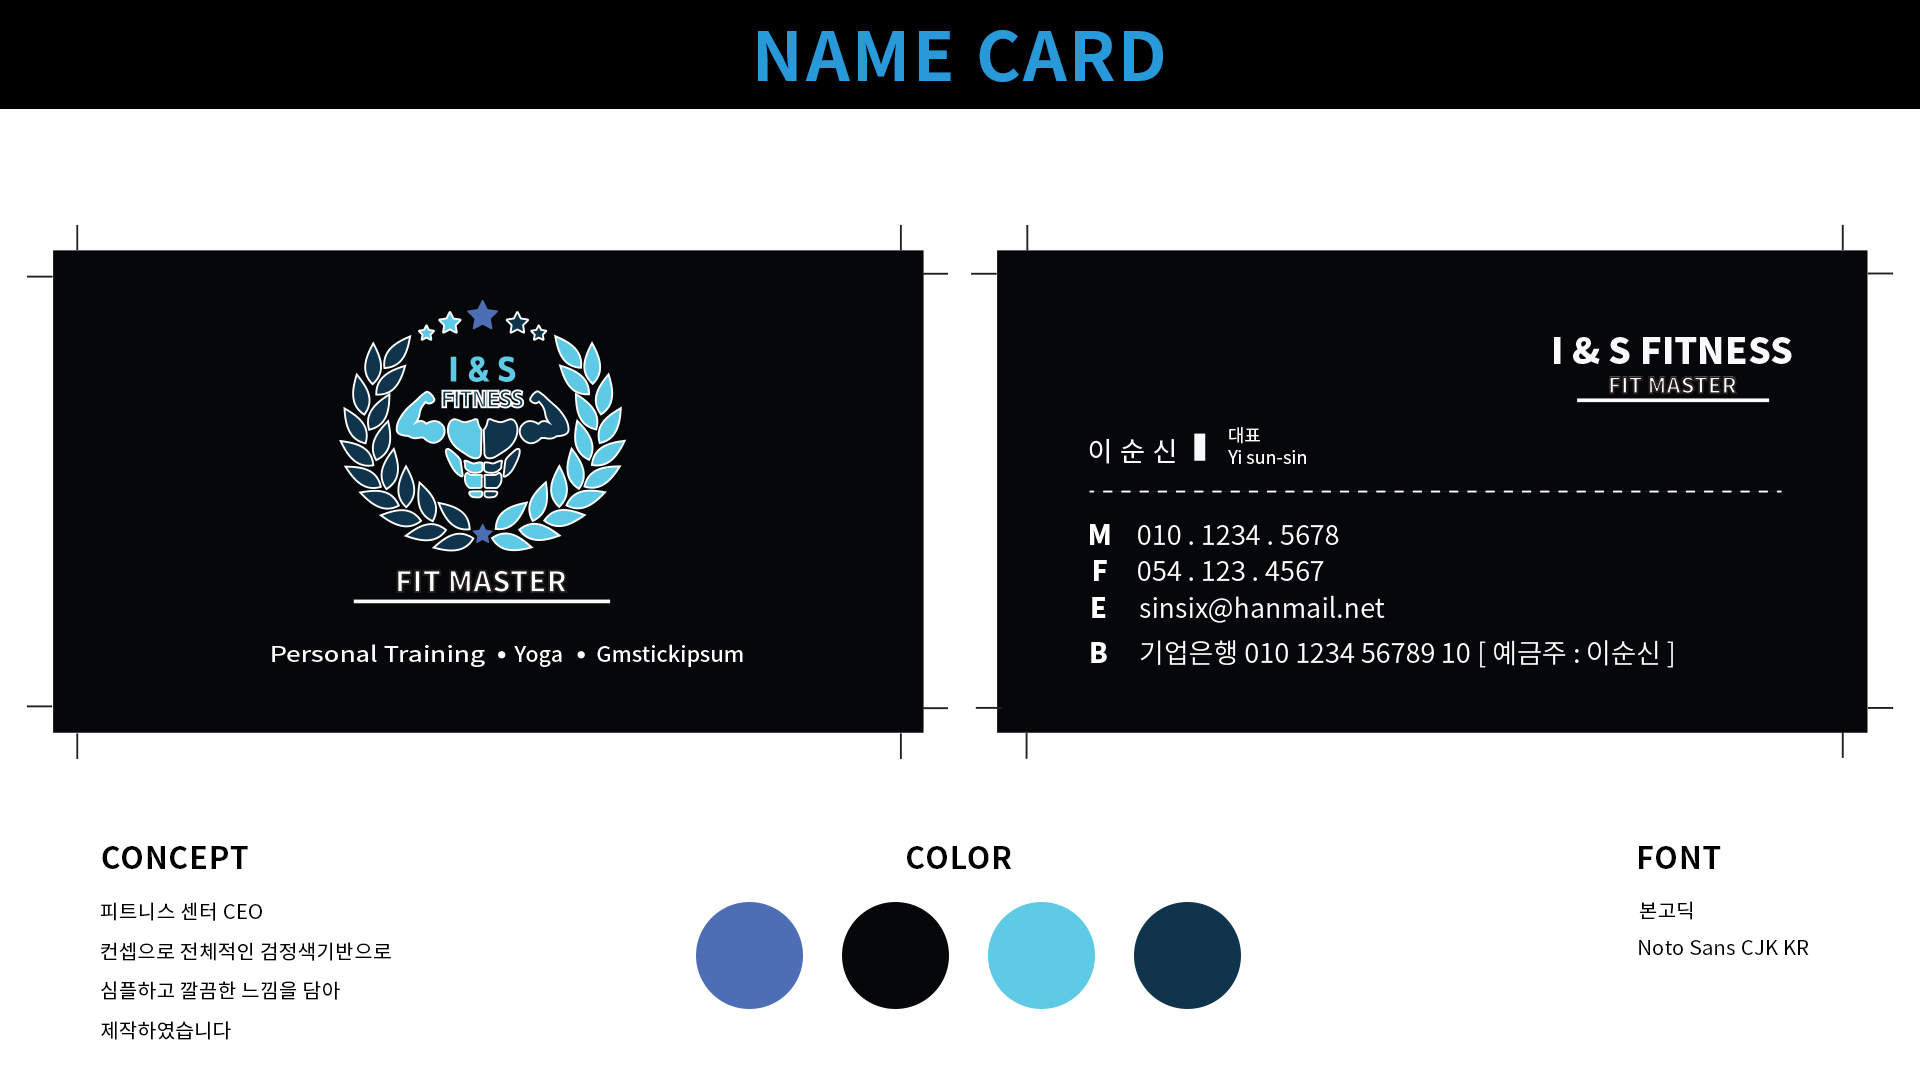 NAME CARD
I & S
FITNESS
FIT MASTER
Personal Training • Yoga • Gmstickipsum
I & S FITNESS
FIT MASTER
이 순 신
대표
Yi sun-sin
M 010 . 1234 . 5678
F 054 . 123 . 4567
E sinsix@hanmail.net
B 기업은행 010 1234 56789 10 [ 예금주 : 이순신 ]
CONCEPT
피트니스 센터 CEO
컨셉으로 전체적인 검정색기반으로
심플하고 깔끔한 느낌을 담아
제작하였습니다
COLOR
FONT
본고딕
Noto Sans CJK KR